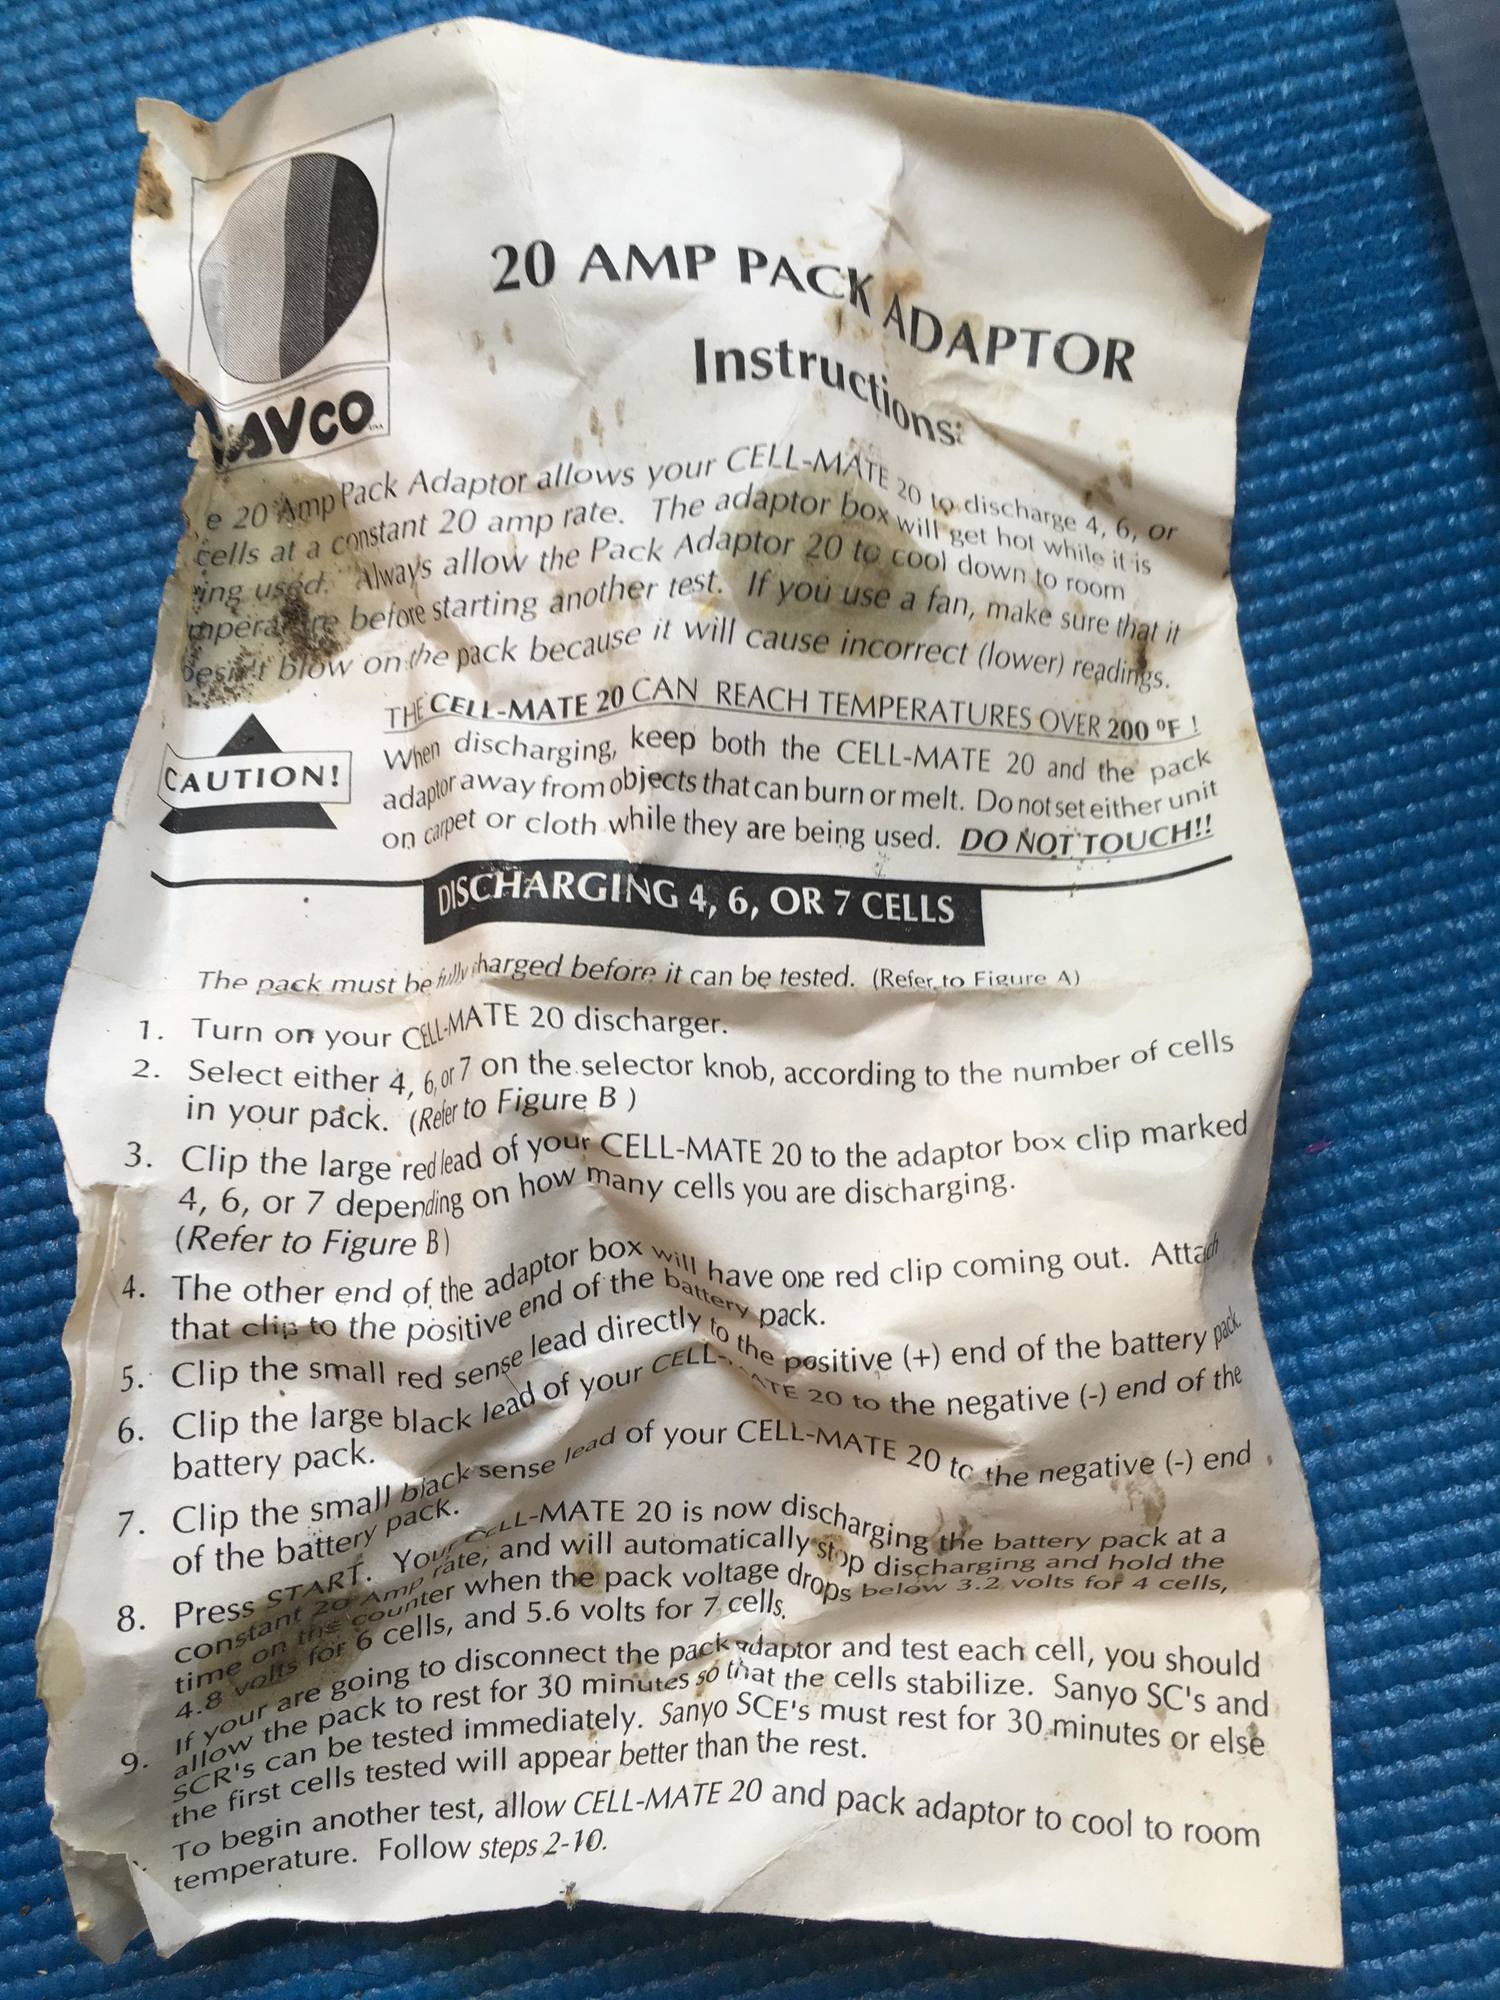 20 AMP PACK ADAPTOR
Instructions:
e 20 Amp Pack Adaptor allows your CELL-MATE 20 to discharge 4, 6, or
cells at a constant 20 amp rate. The adaptor box will get hot while it is
ing used. Always allow the Pack Adaptor 20 to cool down to room
mperature before starting another test. If you use a fan, make sure that it
oesn't blow on the pack because it will cause incorrect (lower) readings.
CAUTION!
THE CELL-MATE 20 CAN REACH TEMPERATURES OVER 200 °F !
When discharging, keep both the CELL-MATE 20 and the pack
adaptor away from objects that can burn or melt. Do not set either unit
on carpet or cloth while they are being used. DO NOT TOUCH!!
DISCHARGING 4, 6, OR 7 CELLS
The pack must be fully charged before it can be tested. (Refer to Figure A)
1. Turn on your CELL-MATE 20 discharger.
2. Select either 4, 6, or 7 on the selector knob, according to the number of cells
in your pack. (Refer to Figure B )
3. Clip the large red lead of your CELL-MATE 20 to the adaptor box clip marked
4, 6, or 7 depending on how many cells you are discharging.
(Refer to Figure B)
4. The other end of the adaptor box will have one red clip coming out. Attach
that clip to the positive end of the battery pack.
5. Clip the small red sense lead directly to the positive (+) end of the battery pack.
6. Clip the large black lead of your CELL-MATE 20 to the negative (-) end of the
battery pack.
7. Clip the small black sense lead of your CELL-MATE 20 to the negative (-) end
of the battery pack.
8. Press START. Your CELL-MATE 20 is now discharging the battery pack at a
constant 20 Amp rate, and will automatically stop discharging and hold the
time on the counter when the pack voltage drops below 3.2 volts for 4 cells,
4.8 volts for 6 cells, and 5.6 volts for 7 cells.
9. If your are going to disconnect the pack adaptor and test each cell, you should
allow the pack to rest for 30 minutes so that the cells stabilize. Sanyo SC's and
SCR's can be tested immediately. Sanyo SCE's must rest for 30 minutes or else
the first cells tested will appear better than the rest.
To begin another test, allow CELL-MATE 20 and pack adaptor to cool to room
temperature. Follow steps 2-10.